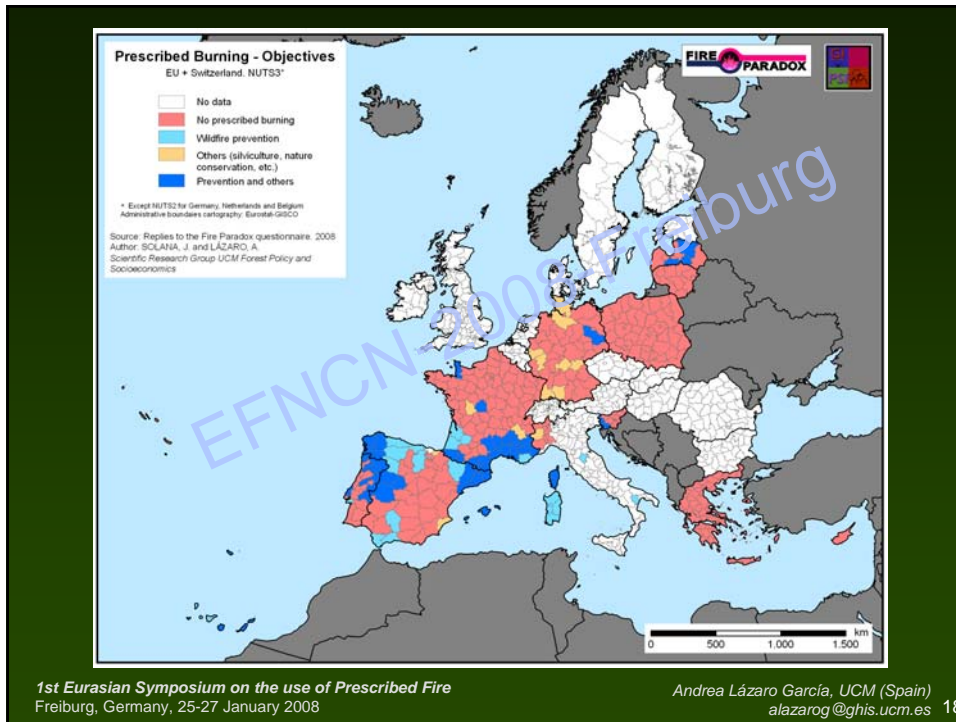 Prescribed Burning - Objectives
EU + Switzerland. NUTS3*
No data
No prescribed burning
Wildfire prevention
Others (silviculture, nature
conservation, etc.)
Prevention and others
* Except NUTS2 for Germany, Netherlands and Belgium
Administrative boundaies cartography: Eurostat-GISCO
Source: Replies to the Fire Paradox questionnaire. 2008
Author: SOLANA, J. and LÁZARO, A.
Scientific Research Group UCM Forest Policy and
Socioeconomics
FIRE
PARADOX
EFNCN-2008-Freiburg
km
0 500 1,000 1.500
1st Eurasian Symposium on the use of Prescribed Fire
Freiburg, Germany, 25-27 January 2008
Andrea Lázaro García, UCM (Spain)
alazarog@ghis.ucm.es 18